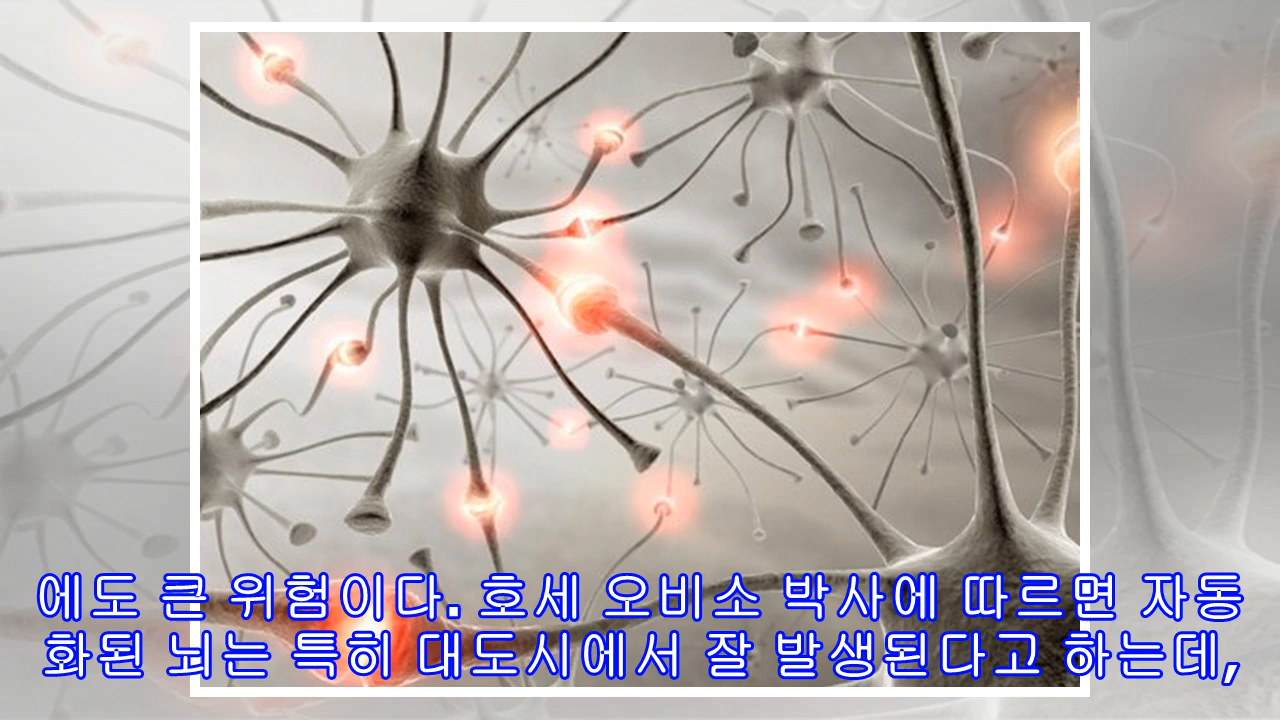 에도 큰 위험이다. 호세 오비소 박사에 따르면 자동
화된 뇌는 특히 대도시에서 잘 발생된다고 하는데,